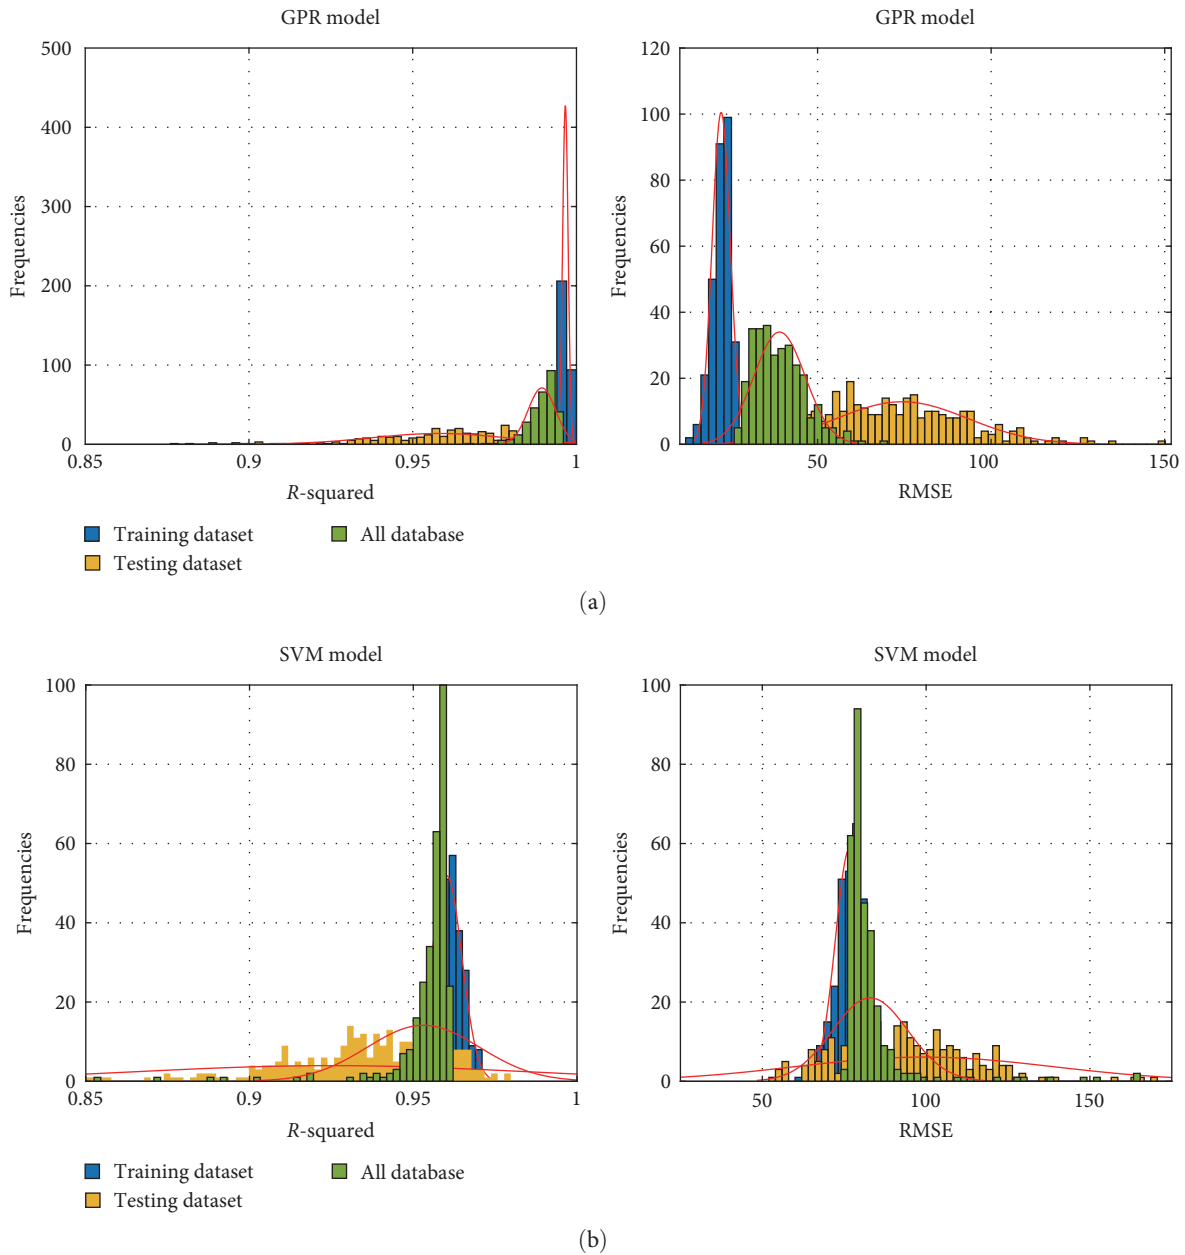 GPR model
500
400
300
200
100
0
Frequencies
0.85 0.9 0.95 1
R-squared
GPR model
120
100
80
60
40
20
0
Frequencies
50 100 150
RMSE
Training dataset
All database
Testing dataset
(a)
SVM model
100
80
60
40
20
0
Frequencies
0.85 0.9 0.95 1
R-squared
SVM model
100
80
60
40
20
0
Frequencies
50 100 150
RMSE
Training dataset
All database
Testing dataset
(b)